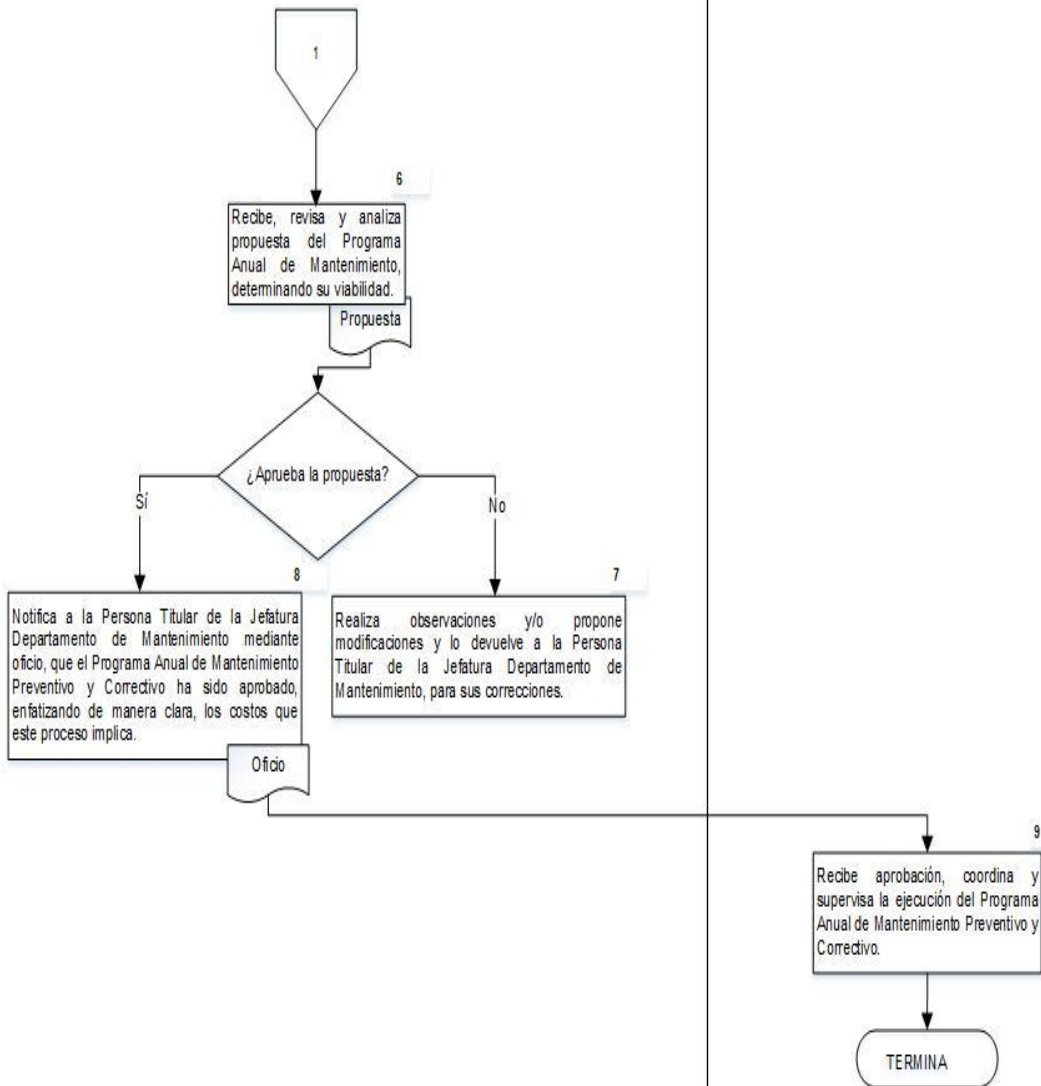 1
6
Recibe, revisa y analiza
propuesta del Programa
Anual de Mantenimiento,
determinando su viabilidad.
Propuesta
¿Aprueba la propuesta?
Sí
No
8
Notifica a la Persona Titular de la Jefatura
Departamento de Mantenimiento mediante
oficio, que el Programa Anual de Mantenimiento
Preventivo y Correctivo ha sido aprobado,
enfatizando de manera clara, los costos que
este proceso implica.
Oficio
7
Realiza observaciones y/o propone
modificaciones y lo devuelve a la Persona
Titular de la Jefatura Departamento de
Mantenimiento, para sus correcciones.
9
Recibe aprobación, coordina y
supervisa la ejecución del Programa
Anual de Mantenimiento Preventivo y
Correctivo.
TERMINA